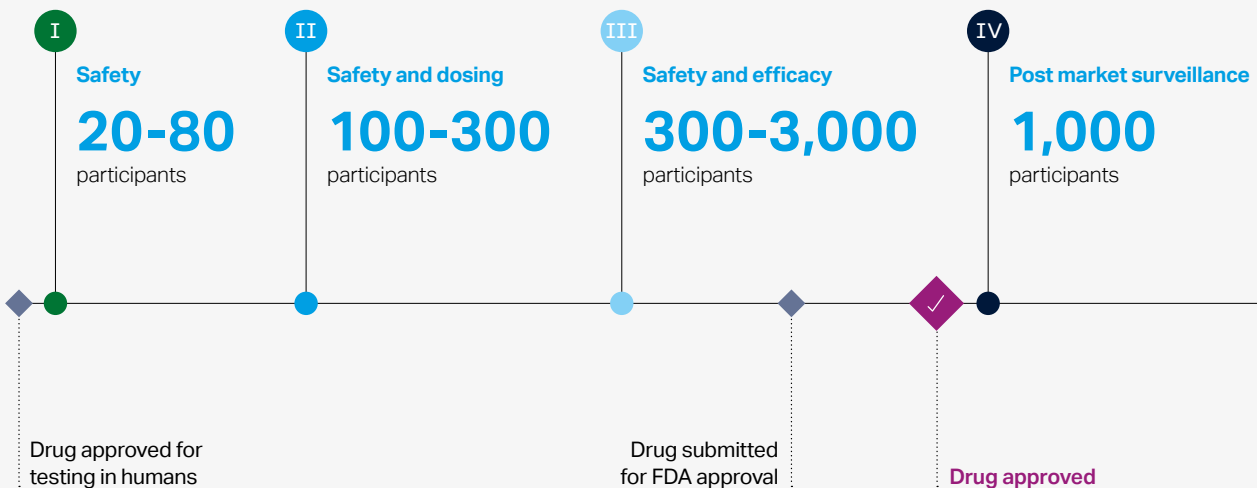 I
Safety
20-80
participants
II
Safety and dosing
100-300
participants
III
Safety and efficacy
300-3,000
participants
IV
Post market surveillance
1,000
participants
Drug approved for
testing in humans
Drug submitted
for FDA approval
Drug approved